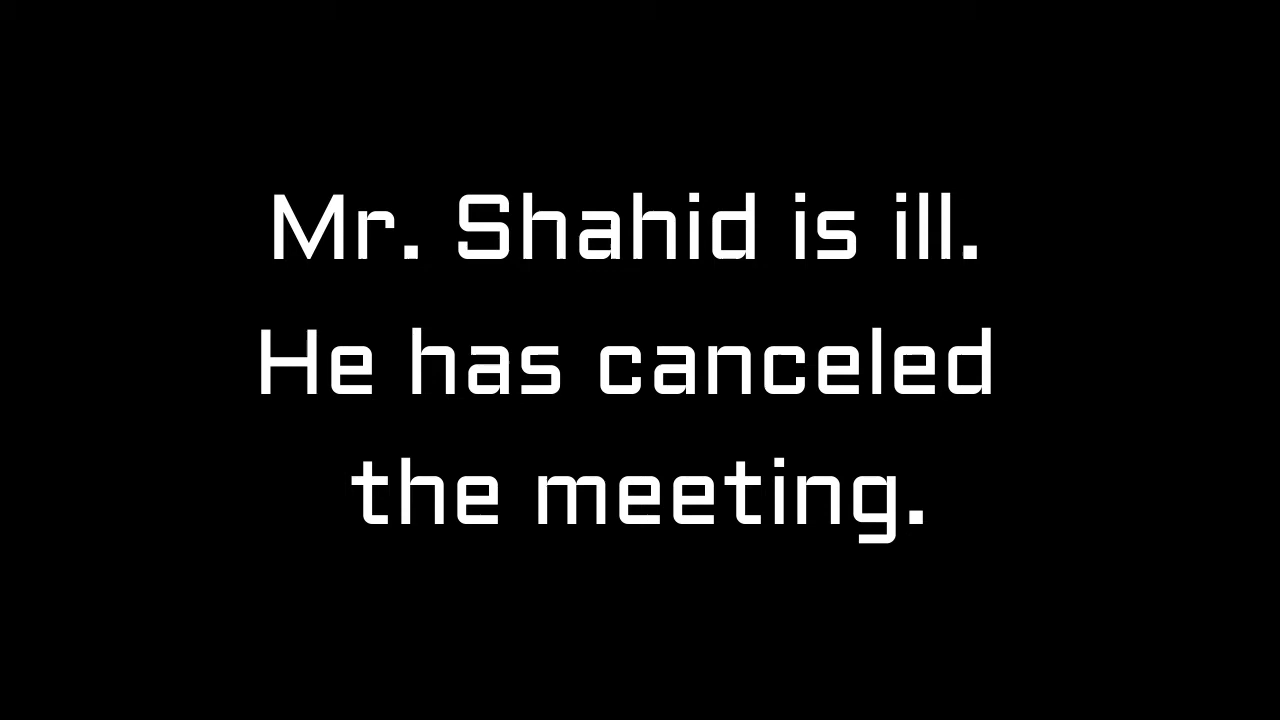 Mr. Shahid is ill.
He has canceled
the meeting.